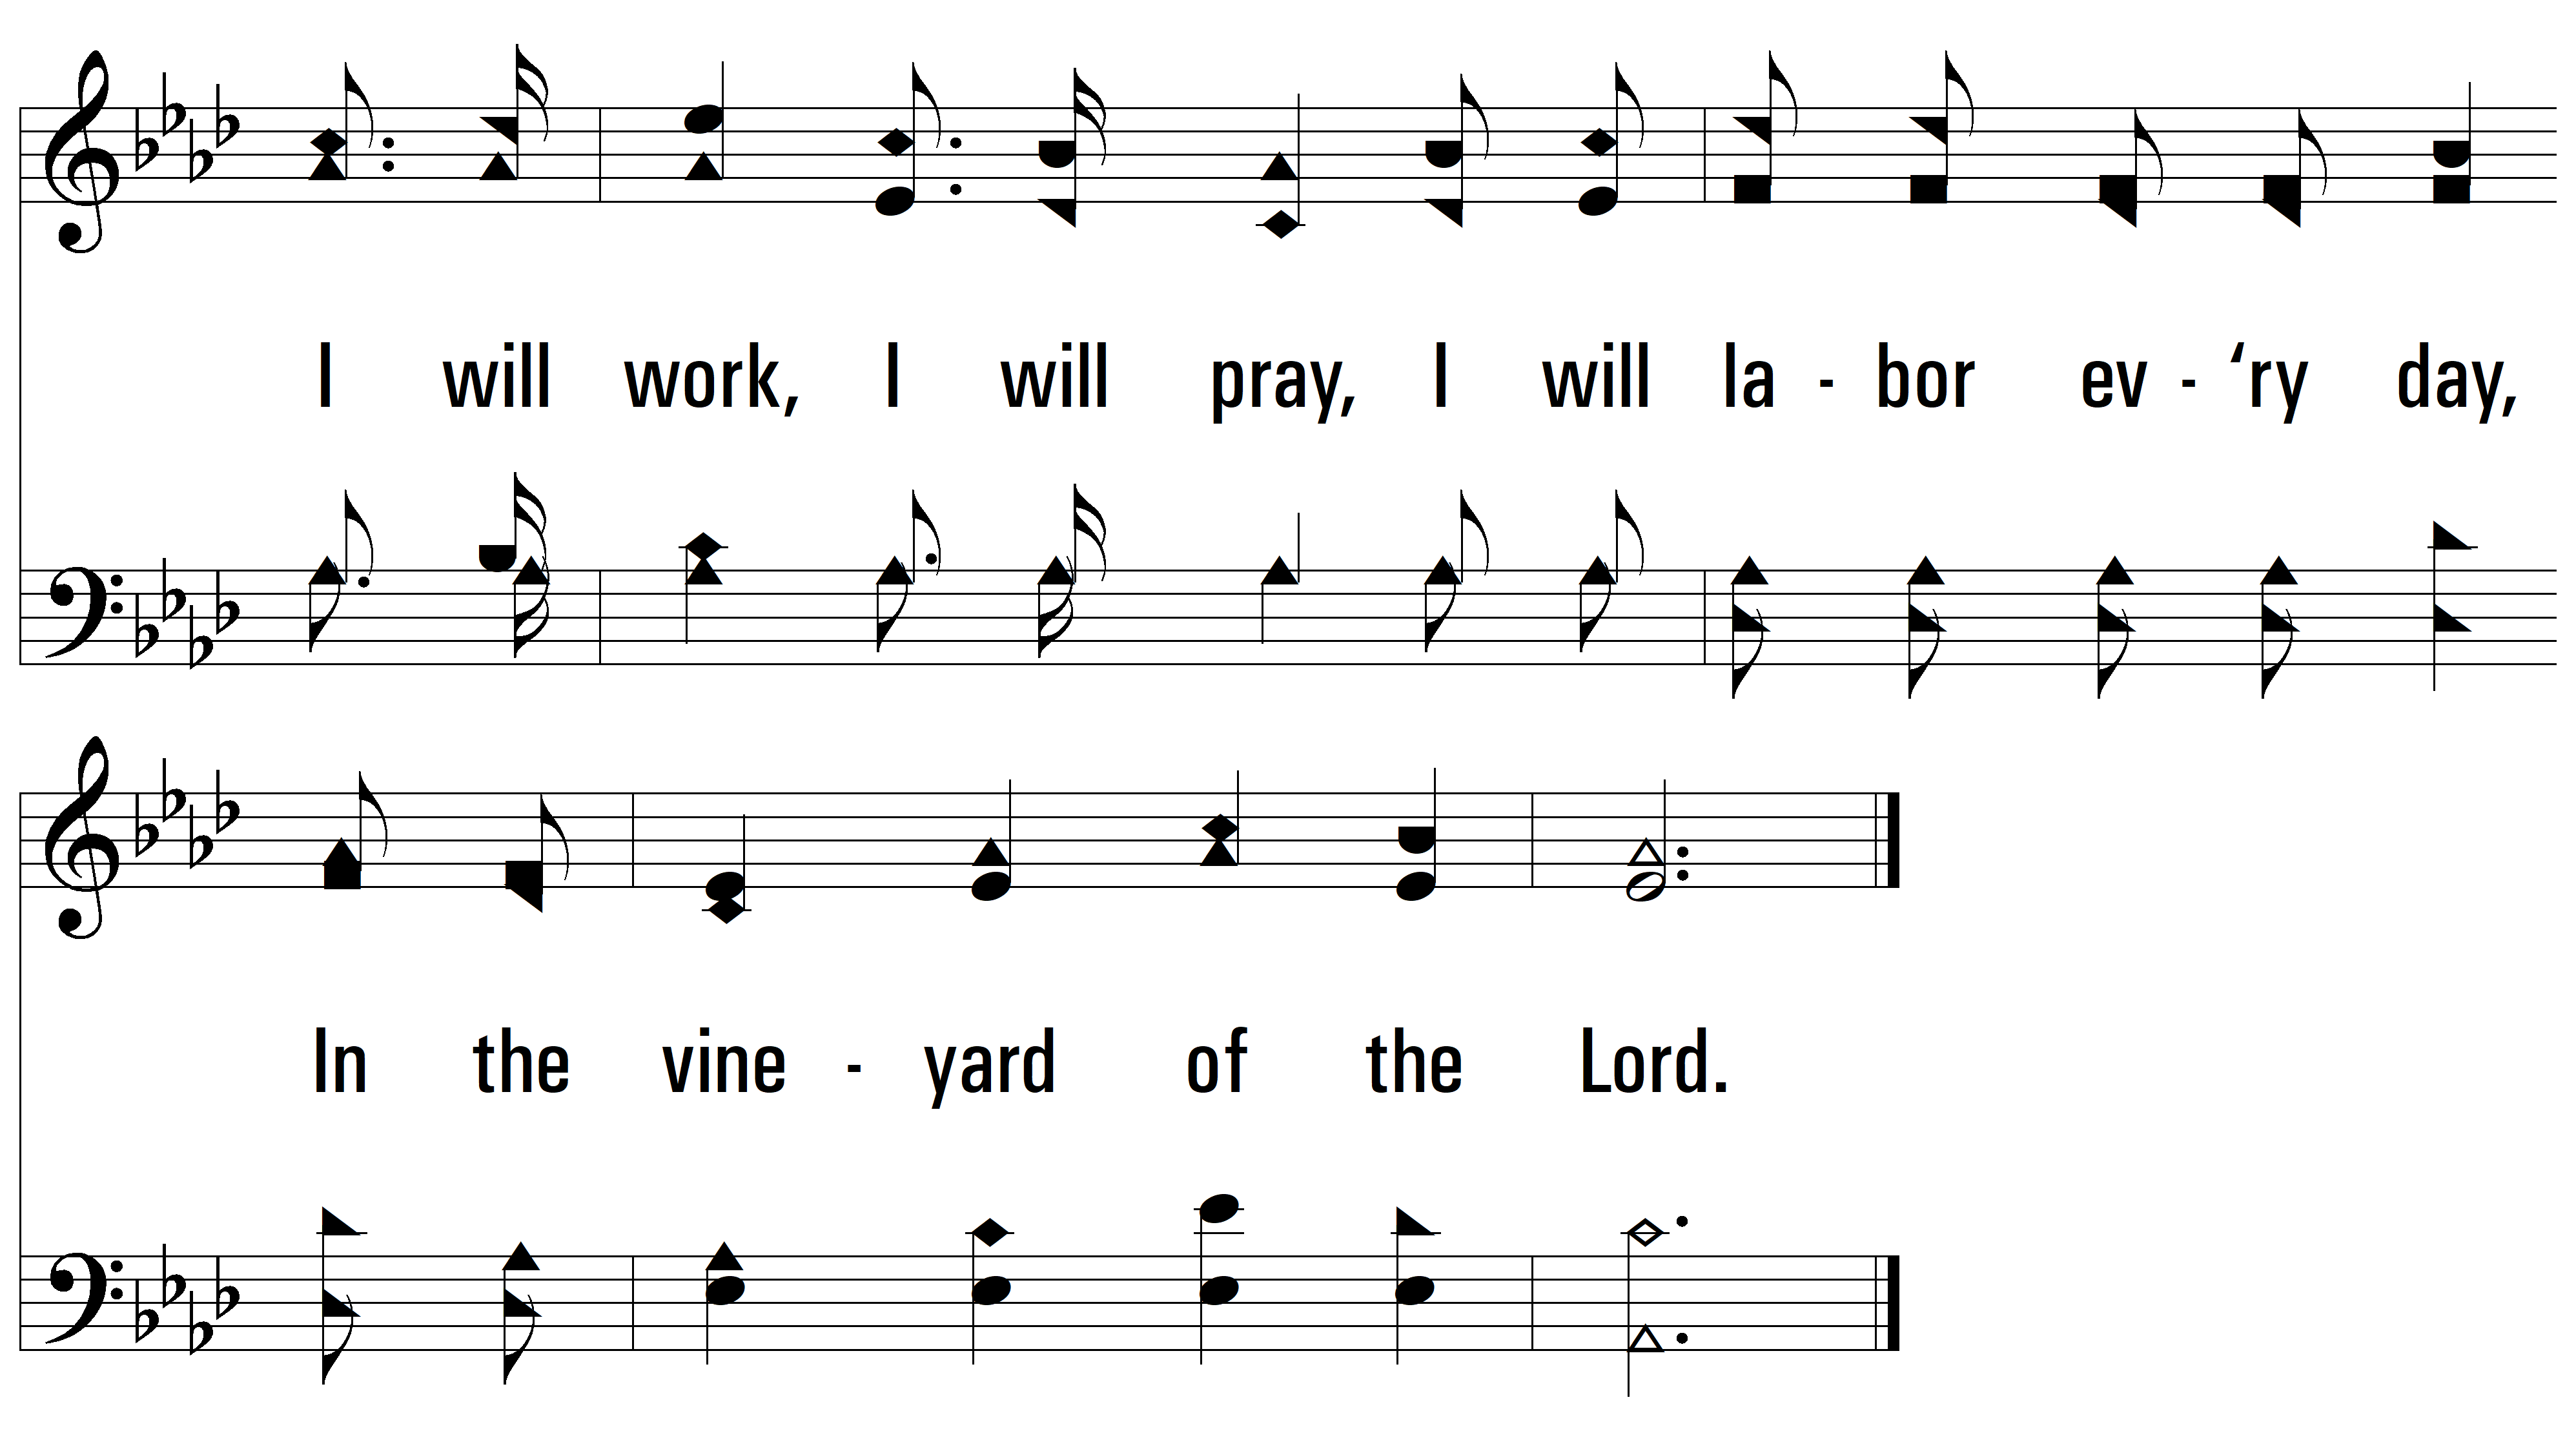 I will work, I will pray, I will la - bor ev - ‘ry day,
In the vine - yard of the Lord.